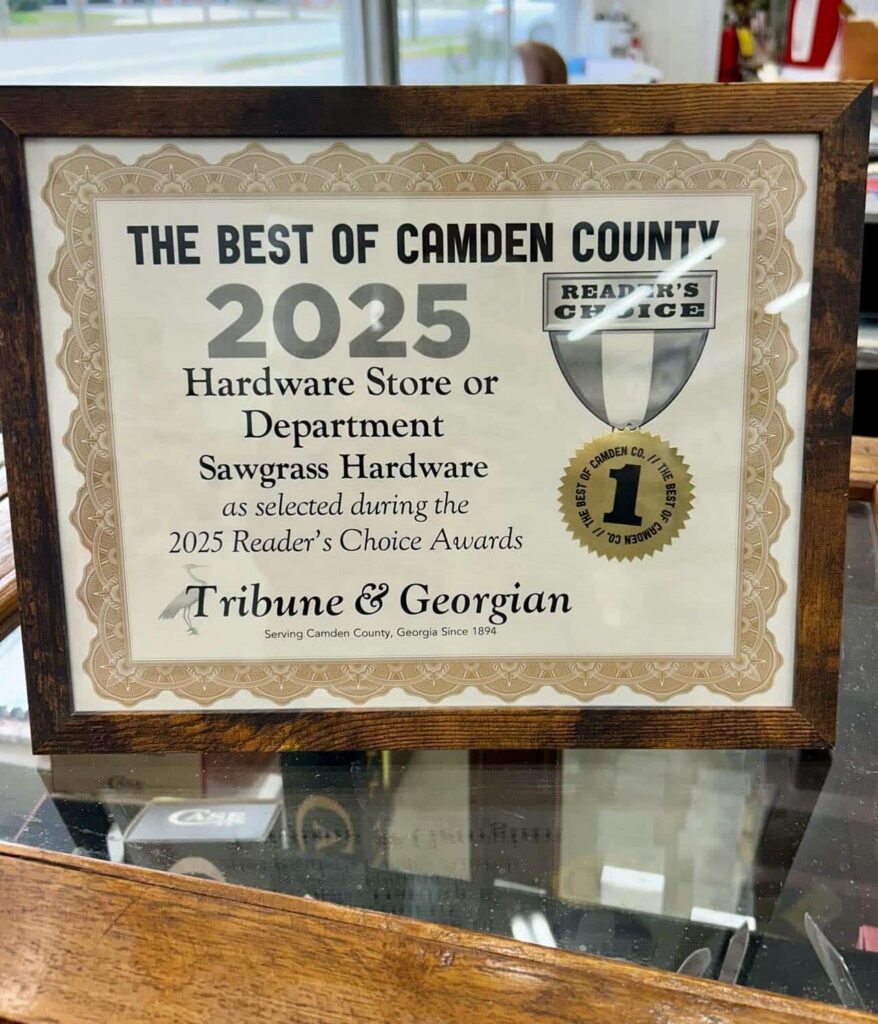 THE BEST OF CAMDEN COUNTY
2025
READER'S
CHOICE
Hardware Store or
Department
Sawgrass Hardware
as selected during the
2025 Reader's Choice Awards
1
THE BEST OF CAMDEN CO. // THE BEST OF CAMDEN CO. //
Tribune & Georgian
Serving Camden County, Georgia Since 1894
CASE